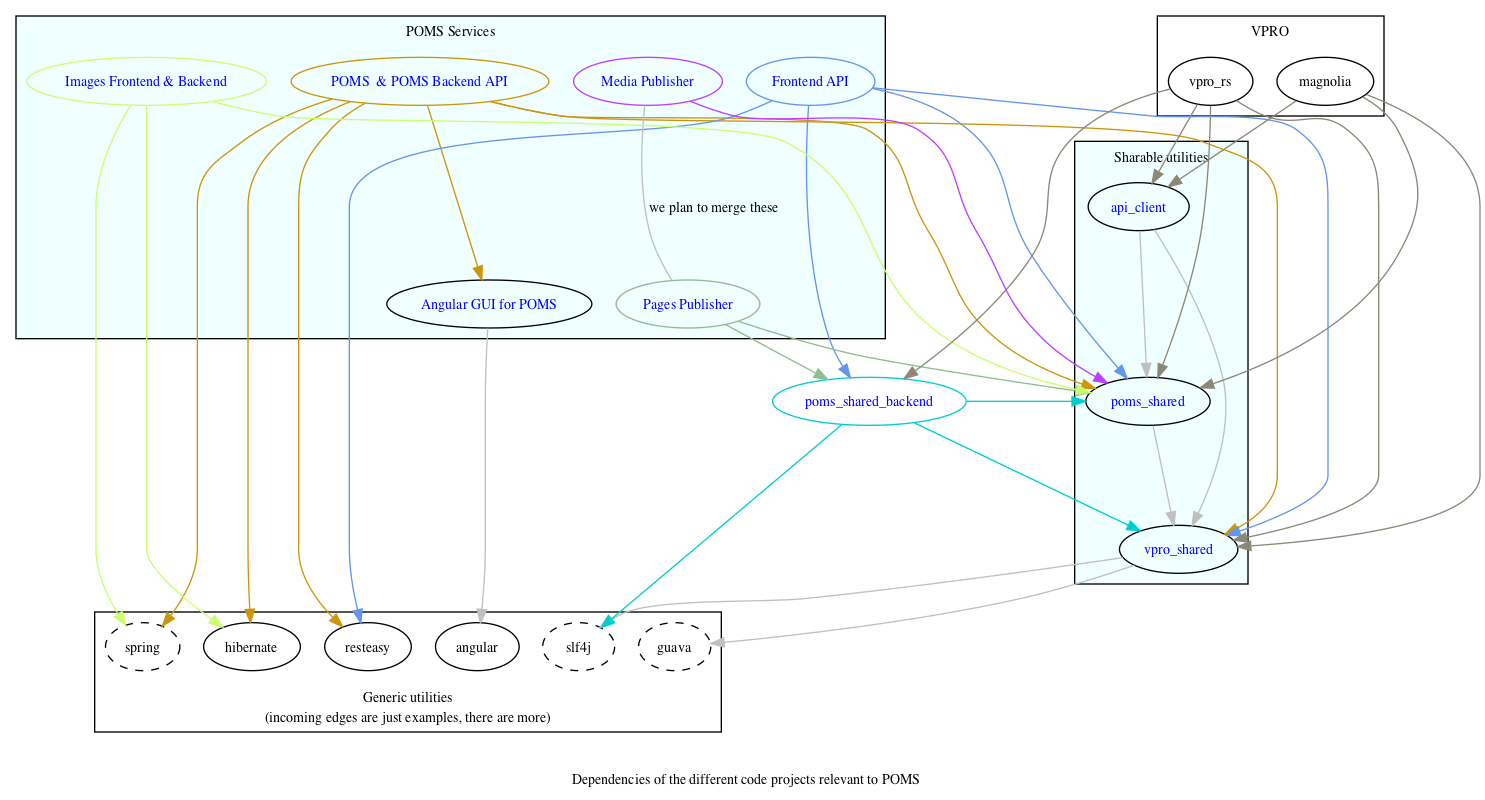 POMS Services
VPRO
Images Frontend & Backend
POMS & POMS Backend API
Media Publisher
Frontend API
vpro_rs
magnolia
Sharable utilities
api_client
we plan to merge these
Angular GUI for POMS
Pages Publisher
poms_shared_backend
poms_shared
vpro_shared
spring
hibernate
resteasy
angular
slf4j
guava
Generic utilities
(incoming edges are just examples, there are more)
Dependencies of the different code projects relevant to POMS